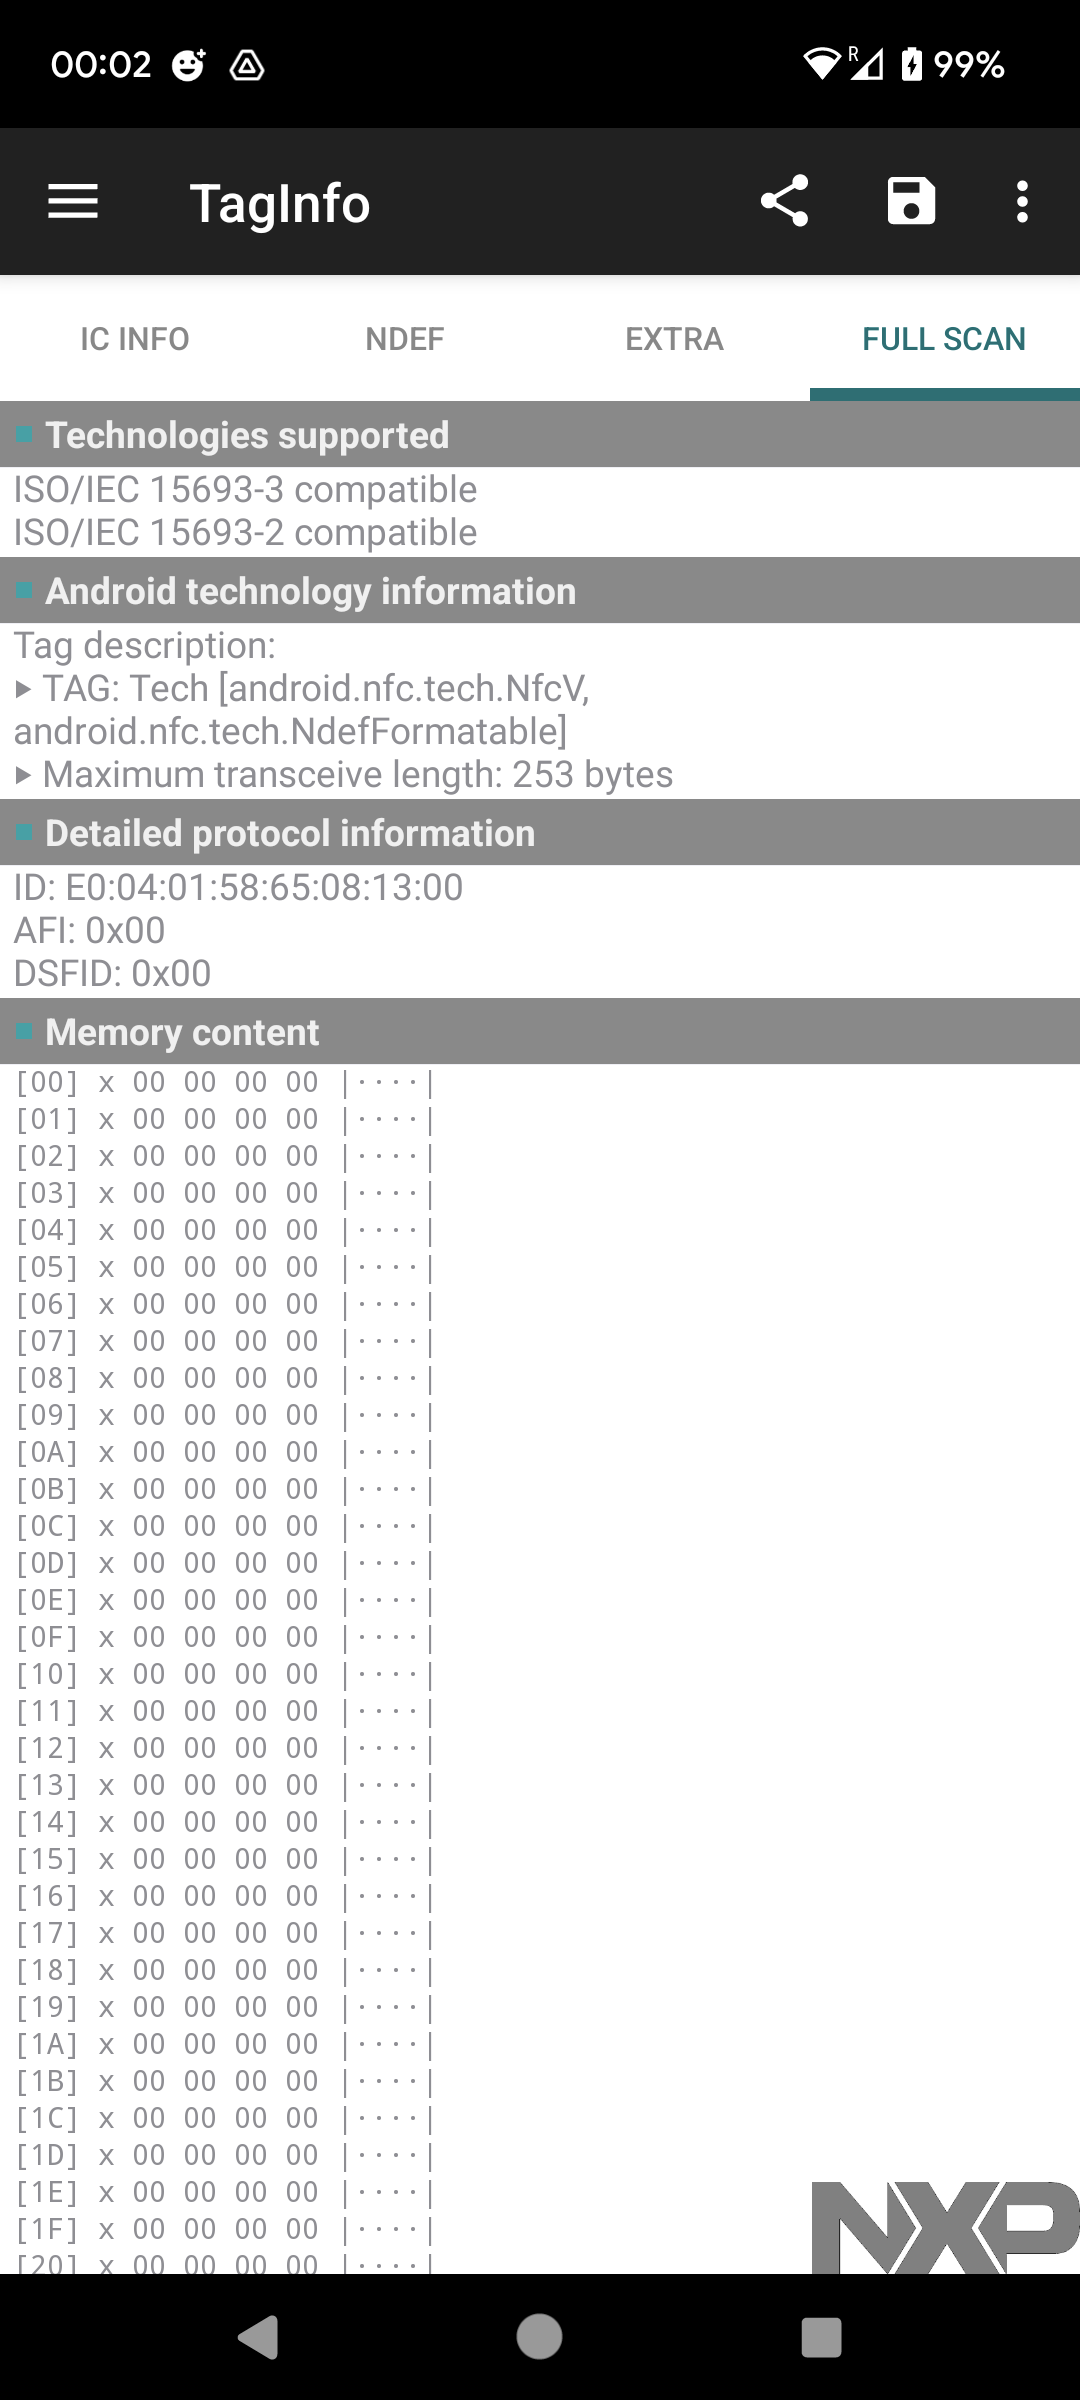 00:02
R
99%
TagInfo
IC INFO
NDEF
EXTRA
FULL SCAN
Technologies supported
ISO/IEC 15693-3 compatible
ISO/IEC 15693-2 compatible
Android technology information
Tag description:
▸ TAG: Tech [android.nfc.tech.NfcV,
android.nfc.tech.NdefFormatable]
▸ Maximum transceive length: 253 bytes
Detailed protocol information
ID: E0:04:01:58:65:08:13:00
AFI: 0x00
DSFID: 0x00
Memory content
[00] x 00 00 00 00 |····|
[01] x 00 00 00 00 |····|
[02] x 00 00 00 00 |····|
[03] x 00 00 00 00 |····|
[04] x 00 00 00 00 |····|
[05] x 00 00 00 00 |····|
[06] x 00 00 00 00 |····|
[07] x 00 00 00 00 |····|
[08] x 00 00 00 00 |····|
[09] x 00 00 00 00 |····|
[0A] x 00 00 00 00 |····|
[0B] x 00 00 00 00 |····|
[0C] x 00 00 00 00 |····|
[0D] x 00 00 00 00 |····|
[0E] x 00 00 00 00 |····|
[0F] x 00 00 00 00 |····|
[10] x 00 00 00 00 |····|
[11] x 00 00 00 00 |····|
[12] x 00 00 00 00 |····|
[13] x 00 00 00 00 |····|
[14] x 00 00 00 00 |····|
[15] x 00 00 00 00 |····|
[16] x 00 00 00 00 |····|
[17] x 00 00 00 00 |····|
[18] x 00 00 00 00 |····|
[19] x 00 00 00 00 |····|
[1A] x 00 00 00 00 |····|
[1B] x 00 00 00 00 |····|
[1C] x 00 00 00 00 |····|
[1D] x 00 00 00 00 |····|
[1E] x 00 00 00 00 |····|
[1F] x 00 00 00 00 |····|
[20] x 00 00 00 00 |····|
NXP